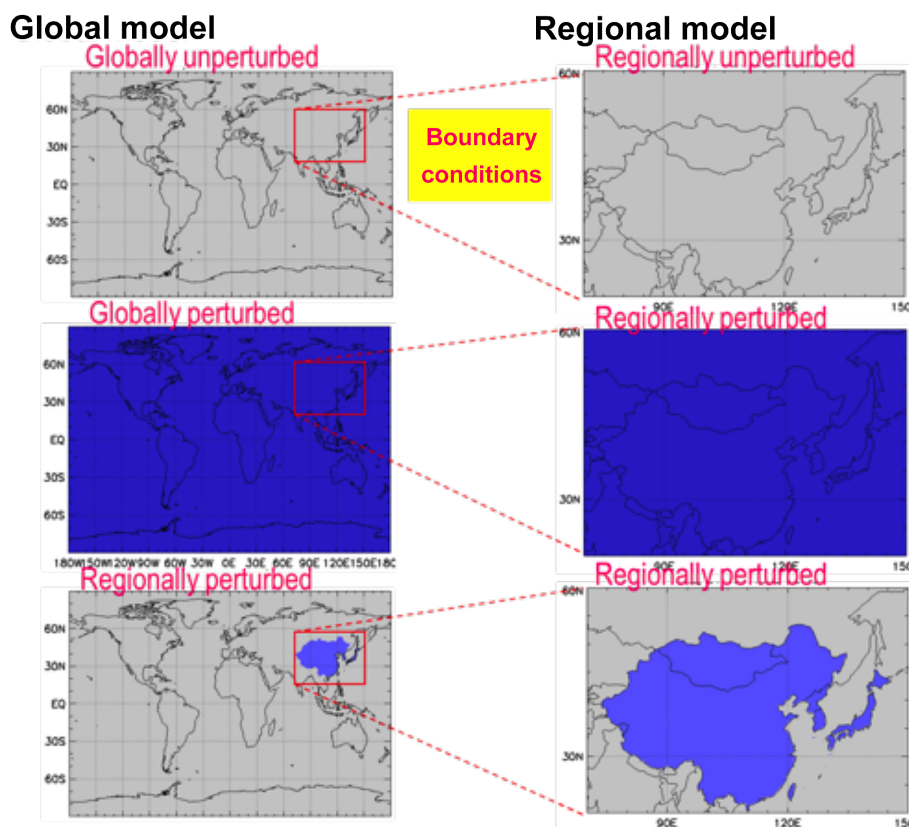 Global model
Regional model
Globally unperturbed
Regionally unperturbed
60N
30N
EQ
30S
60S
Boundary
conditions
60N
30N
90E
120E
150
Globally perturbed
Regionally perturbed
60N
30N
EQ
30S
60S
180W150W120W90W 60W 30W 0E 30E 60E 90E 120E150E180
60N
30N
90E
120E
150
Regionally perturbed
Regionally perturbed
60N
30N
EQ
30S
60S
60N
30N
90E
120E
150